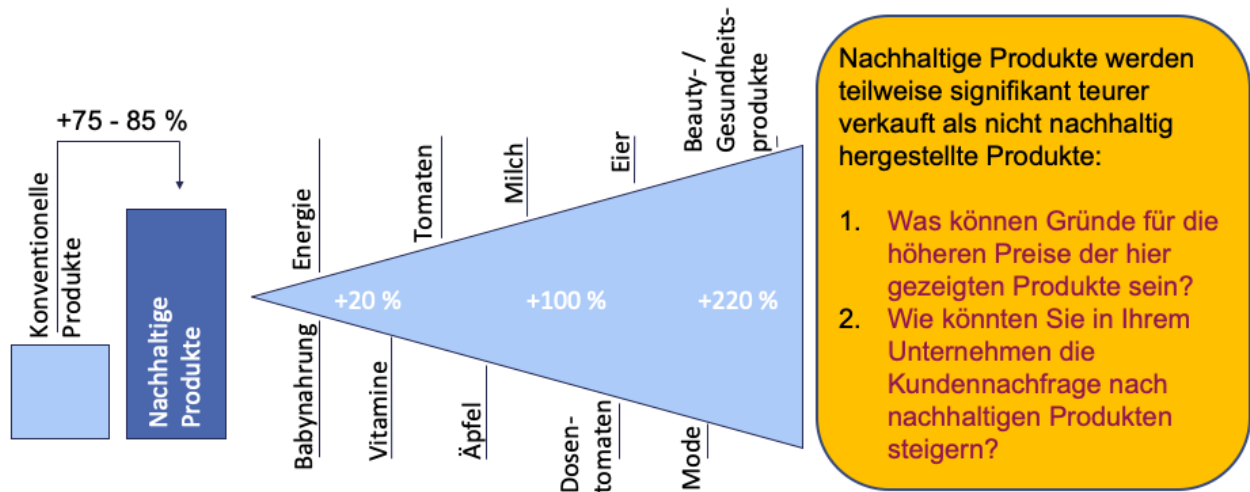 +75 - 85 %
Konventionelle
Produkte
Nachhaltige
Produkte
Energie
Tomaten
Milch
Eier
Beauty- /
Gesundheits-
produkte
+20 %
+100 %
+220 %
Babynahrung
Vitamine
Äpfel
Dosen-
tomaten
Mode
Nachhaltige Produkte werden
teilweise signifikant teurer
verkauft als nicht nachhaltig
hergestellte Produkte:
1. Was können Gründe für die
höheren Preise der hier
gezeigten Produkte sein?
2. Wie könnten Sie in Ihrem
Unternehmen die
Kundennachfrage nach
nachhaltigen Produkten
steigern?